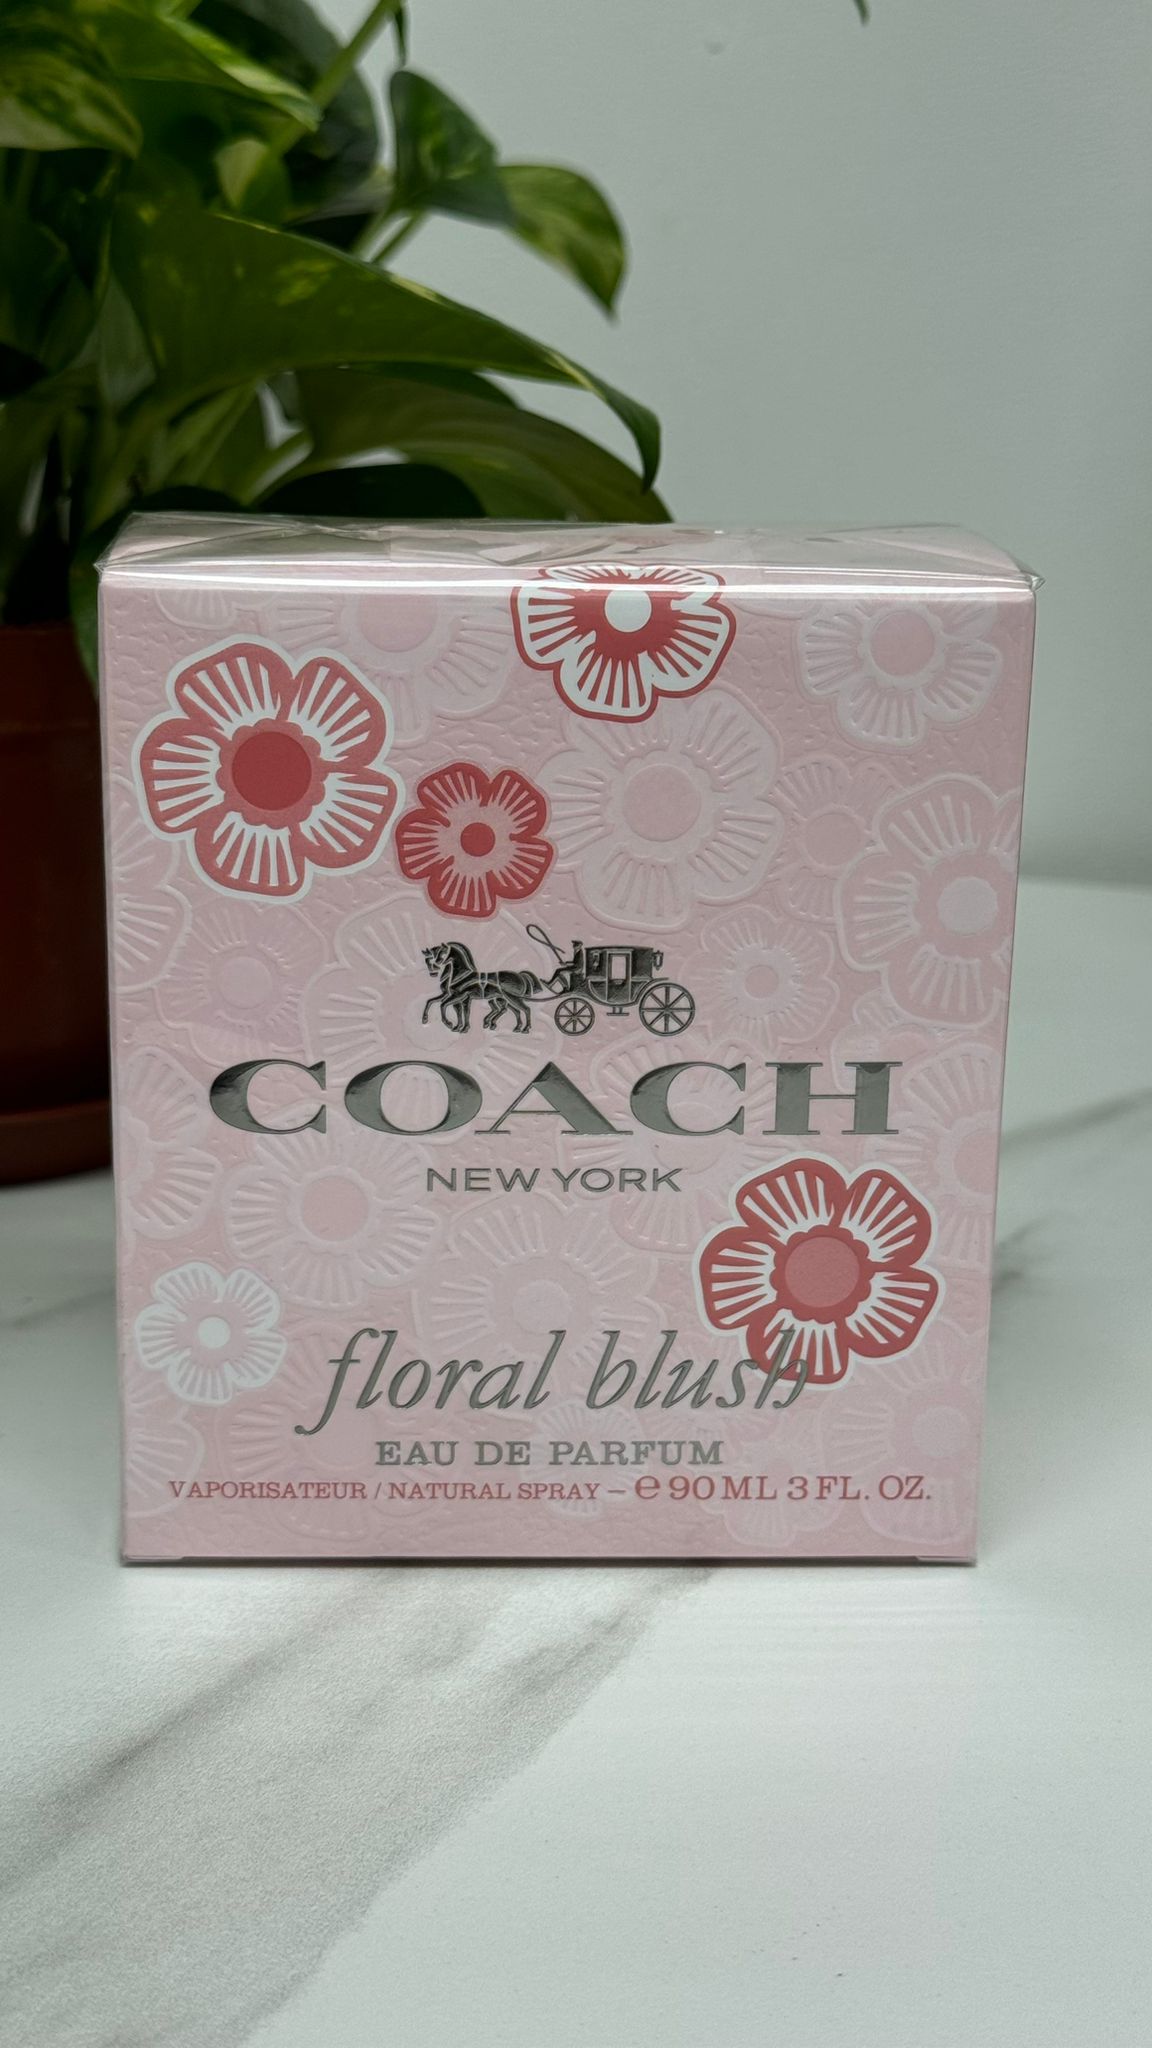 COACH
NEW YORK
floral blush
EAU DE PARFUM
VAPORISATEUR / NATURAL SPRAY – ℮ 90 ML 3 FL. OZ.